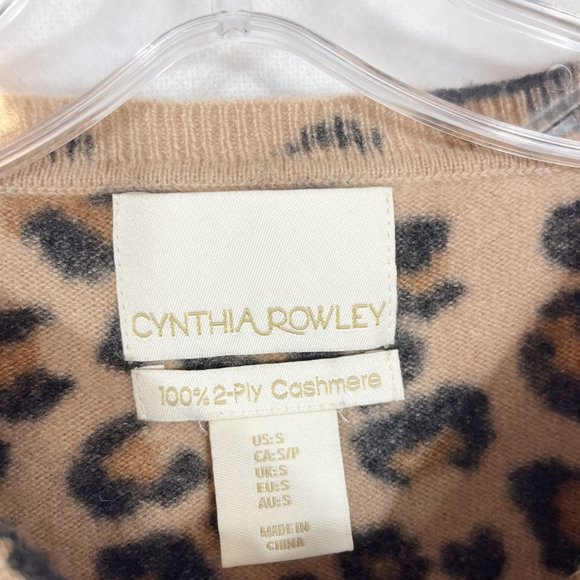 CYNTHIA ROWLEY
100% 2-Ply Cashmere
US: S
CA: S/P
UK: S
EU: S
AU: S
MADE IN
CHINA